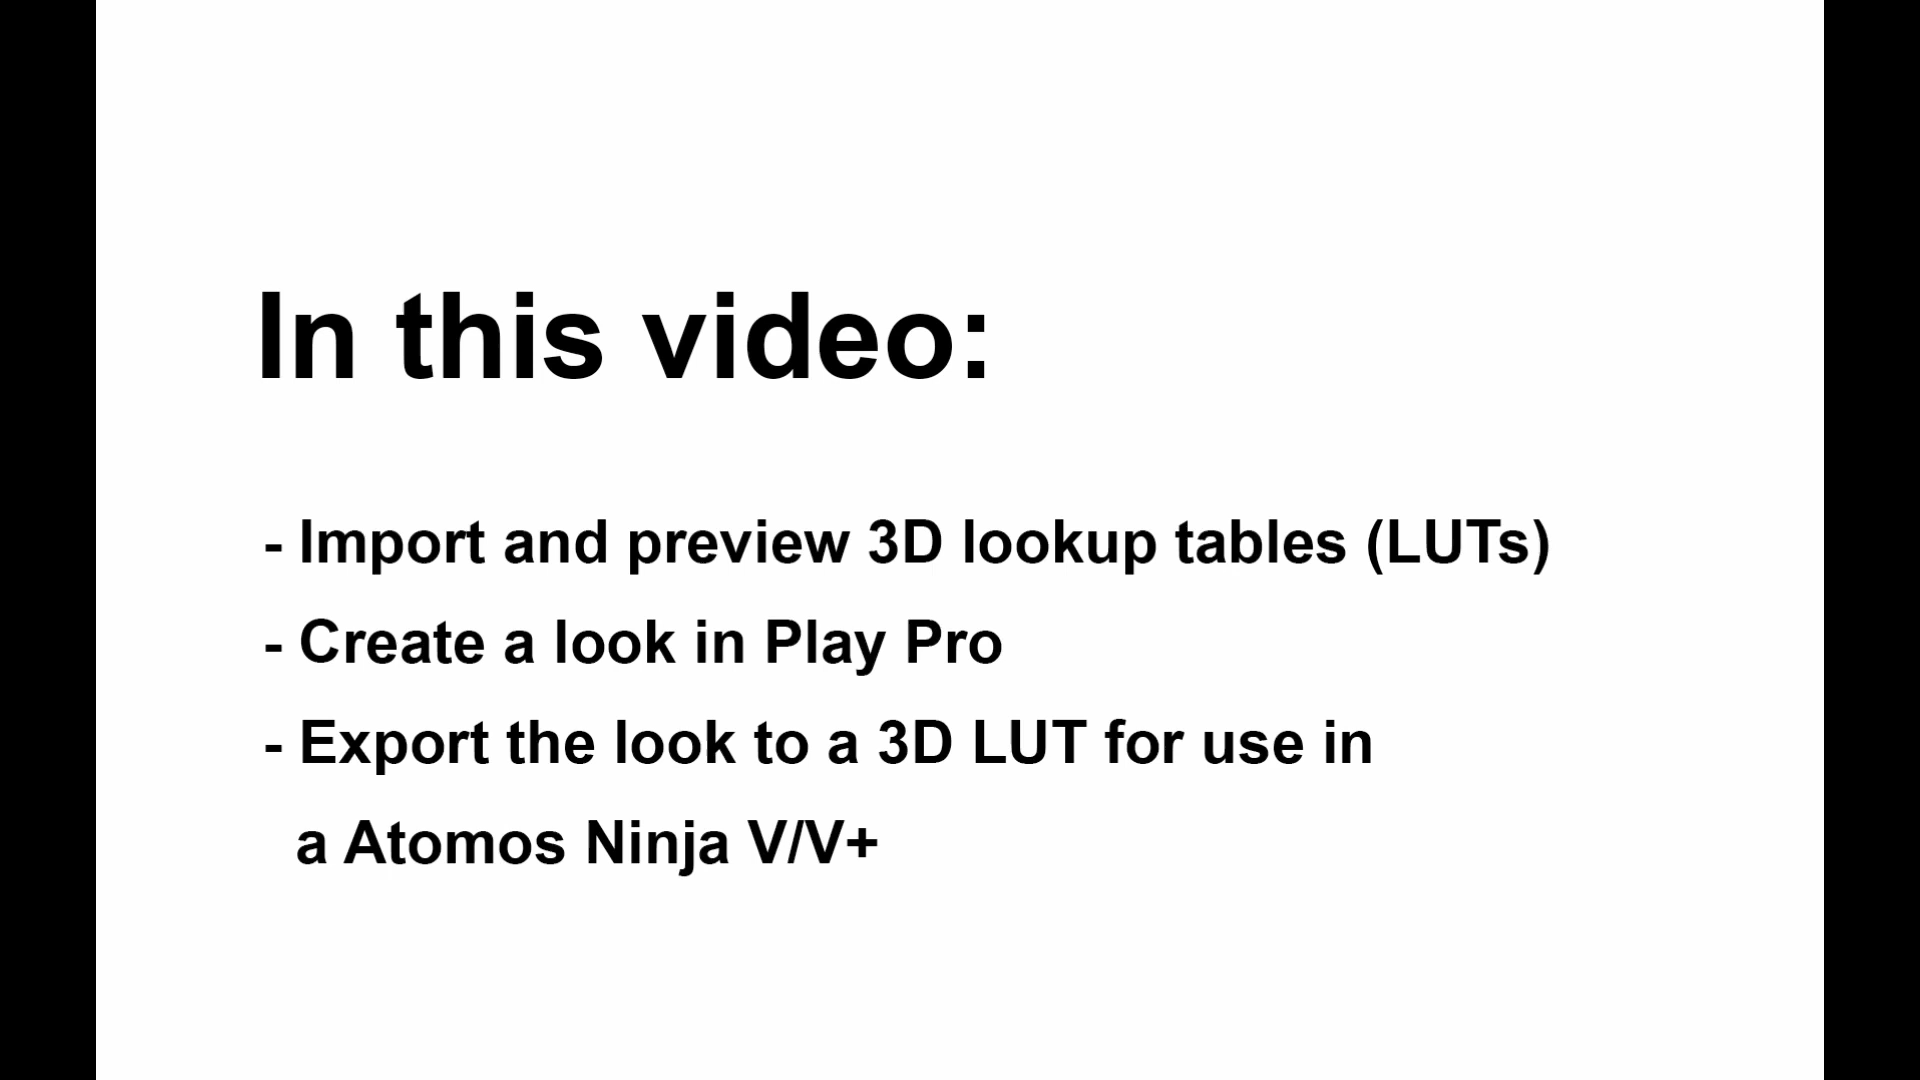 In this video:
- Import and preview 3D lookup tables (LUTs)
- Create a look in Play Pro
- Export the look to a 3D LUT for use in
a Atomos Ninja V/V+